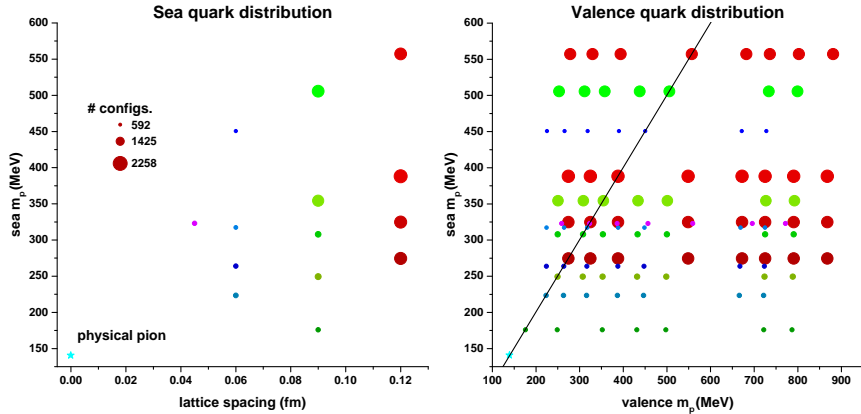 Sea quark distribution
600
550
500
450
400
350
300
250
200
150
sea m_p (MeV)
# configs.
592
1425
2258
physical pion
0.00 0.02 0.04 0.06 0.08 0.10 0.12
lattice spacing (fm)
Valence quark distribution
600
550
500
450
400
350
300
250
200
150
sea m_p (MeV)
100 200 300 400 500 600 700 800 900
valence m_p (MeV)